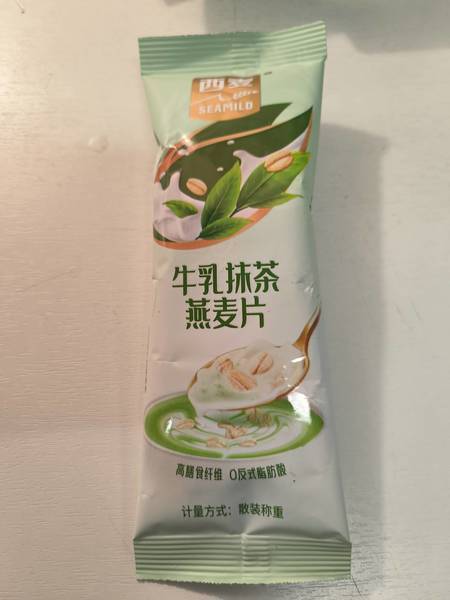 西麦
SEAMILD
牛乳抹茶
燕麦片
高膳食纤维 0反式脂肪酸
计量方式：散装称重